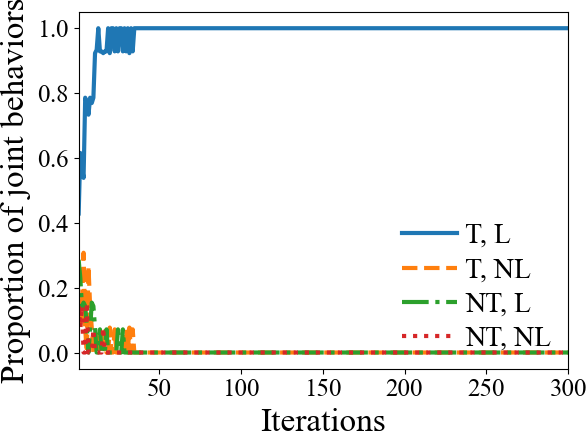 Proportion of joint behaviors
1.0
0.8
0.6
0.4
0.2
0.0
T, L
T, NL
NT, L
NT, NL
50 100 150 200 250 300
Iterations